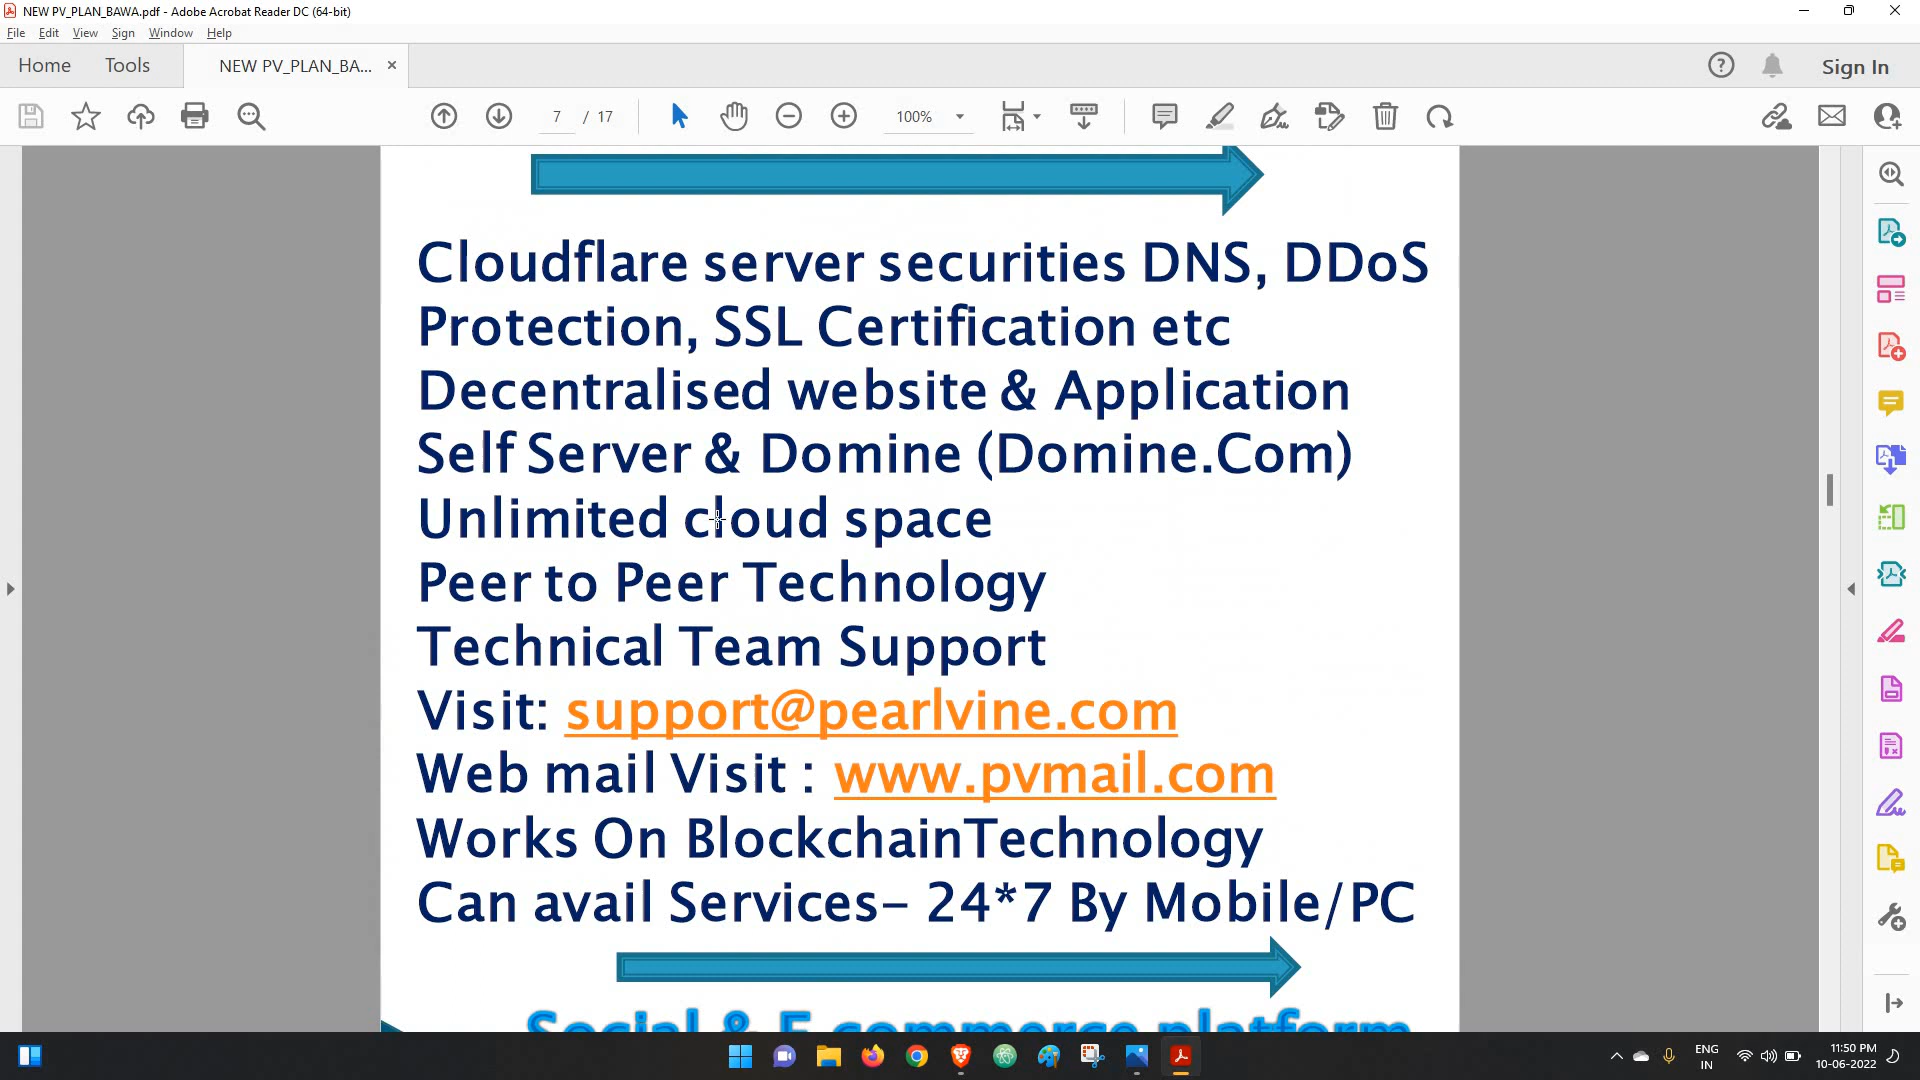 NEW PV_PLAN_BAWA.pdf - Adobe Acrobat Reader DC (64-bit)
File Edit View Sign Window Help
Home Tools NEW PV_PLAN_BA... Sign In
7 / 17 100%
Cloudflare server securities DNS, DDoS
Protection, SSL Certification etc
Decentralised website & Application
Self Server & Domine (Domine.Com)
Unlimited cloud space
Peer to Peer Technology
Technical Team Support
Visit: support@pearlvine.com
Web mail Visit : www.pvmail.com
Works On BlockchainTechnology
Can avail Services- 24*7 By Mobile/PC
Social & E commerce platform
ENG
IN
11:50 PM
10-06-2022